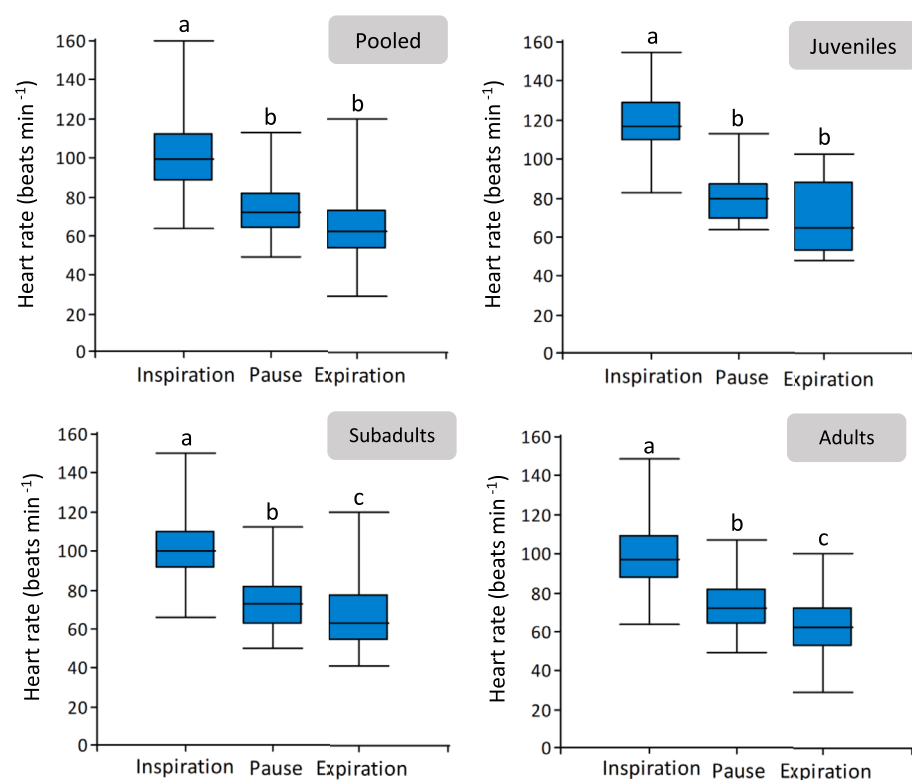 Pooled
Heart rate (beats min -1)
160
140
120
100
80
60
40
20
0
a
b
b
Inspiration Pause Expiration
Juveniles
Heart rate (beats min -1)
160
140
120
100
80
60
40
20
0
a
b
b
Inspiration Pause Expiration
Subadults
Heart rate (beats min -1)
160
140
120
100
80
60
40
20
0
a
b
c
Inspiration Pause Expiration
Adults
Heart rate (beats min -1)
160
140
120
100
80
60
40
20
0
a
b
c
Inspiration Pause Expiration